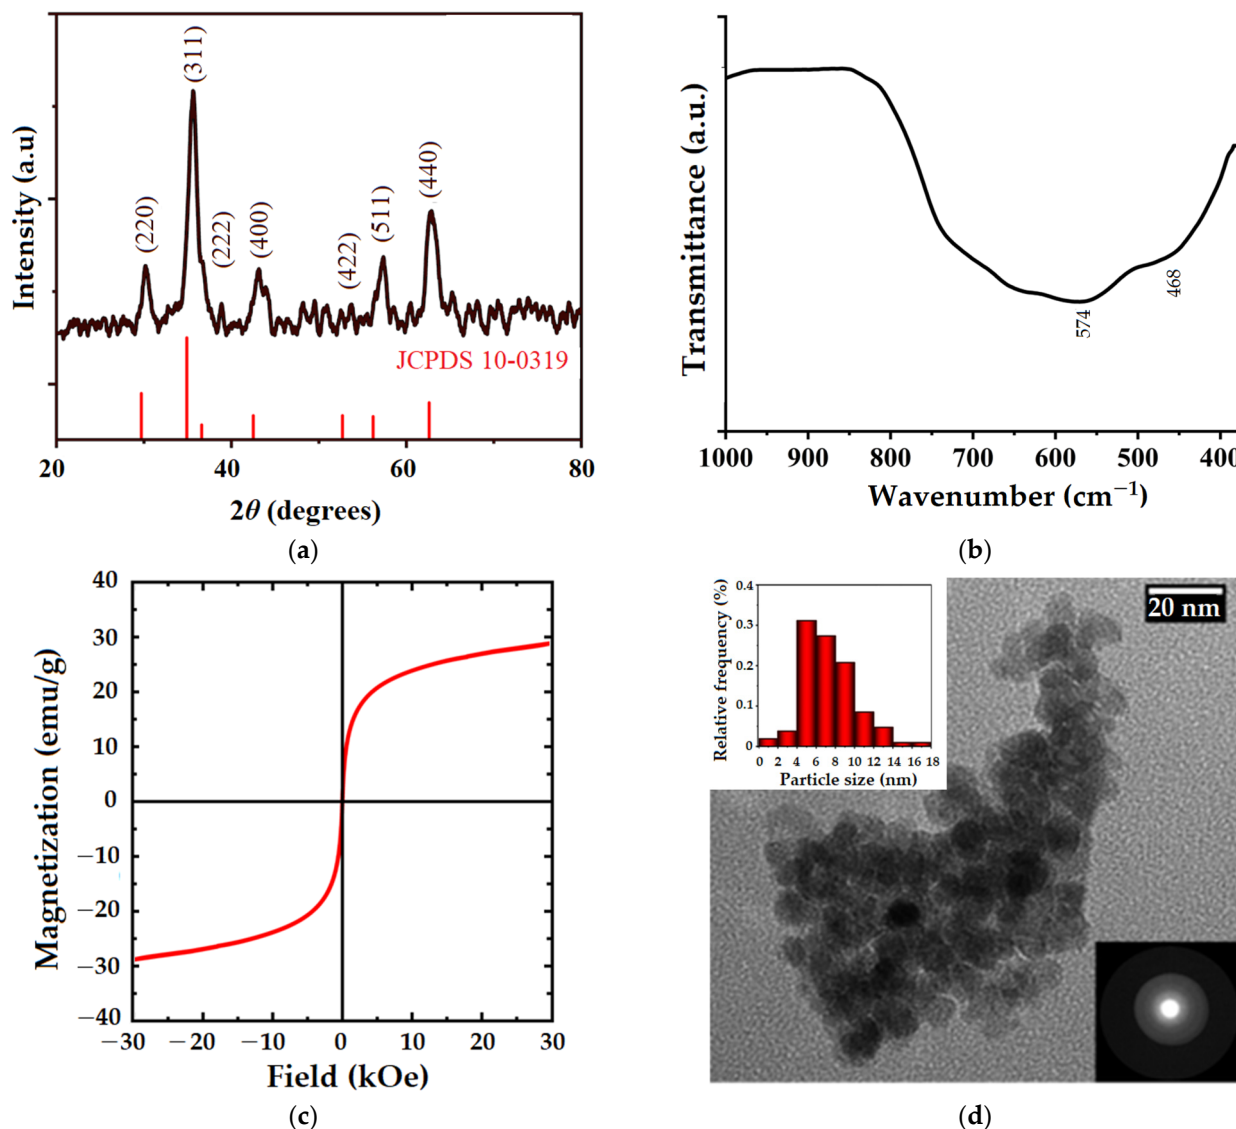 Intensity (a.u)
(220)
(311)
(222)
(400)
(422)
(511)
(440)
JCPDS 10-0319
20
40
60
80
2θ (degrees)
(a)
Transmittance (a.u.)
574
468
1000
900
800
700
600
500
400
Wavenumber (cm−1)
(b)
Magnetization (emu/g)
40
30
20
10
0
−10
−20
−30
−40
−30
−20
−10
0
10
20
30
Field (kOe)
(c)
Relative frequency (%)
0.4
0.3
0.2
0.1
0
0 2 4 6 8 10 12 14 16 18
Particle size (nm)
20 nm
(d)